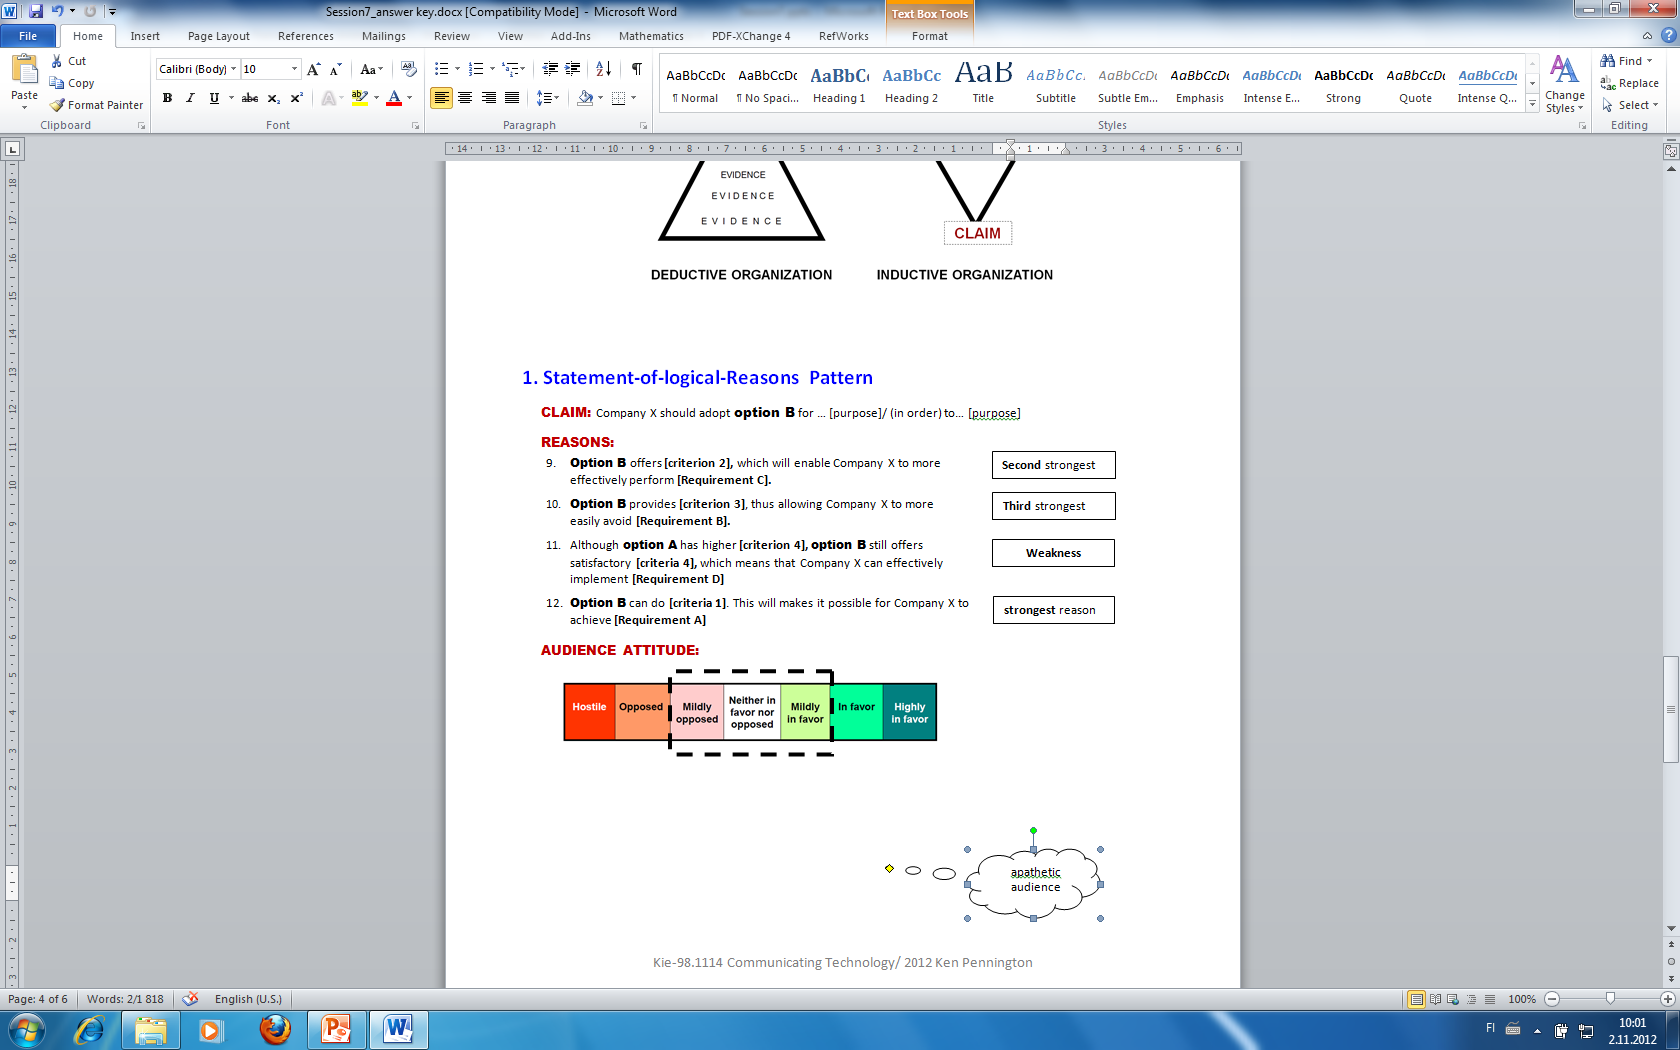 Session7_answer key.docx [Compatibility Mode] - Microsoft Word
Text Box Tools
File Home Insert Page Layout References Mailings Review View Add-Ins Mathematics PDF-XChange 4 RefWorks Format
Paste
Cut
Copy
Format Painter
Clipboard
Calibri (Body) 10
Font
Paragraph
AaBbCcDc AaBbCcDc AaBbC AaBbCc AaB AaBbCc. AaBbCcDc AaBbCcDc AaBbCcDc AaBbCcDc AaBbCcDc AaBbCcDc
¶ Normal ¶ No Spaci... Heading 1 Heading 2 Title Subtitle Subtle Em... Emphasis Intense E... Strong Quote Intense Q...
Change
Styles
Styles
Find
Replace
Select
Editing
EVIDENCE
EVIDENCE
EVIDENCE
CLAIM
DEDUCTIVE ORGANIZATION INDUCTIVE ORGANIZATION
1. Statement-of-logical-Reasons Pattern
CLAIM: Company X should adopt option B for ... [purpose]/ (in order) to... [purpose]
REASONS:
9. Option B offers [criterion 2], which will enable Company X to more
effectively perform [Requirement C].
Second strongest
10. Option B provides [criterion 3], thus allowing Company X to more
easily avoid [Requirement B].
Third strongest
11. Although option A has higher [criterion 4], option B still offers
satisfactory [criteria 4], which means that Company X can effectively
implement [Requirement D]
Weakness
12. Option B can do [criteria 1]. This will makes it possible for Company X to
achieve [Requirement A]
strongest reason
AUDIENCE ATTITUDE:
Hostile
Opposed
Mildly
opposed
Neither in
favor nor
opposed
Mildly
in favor
In favor
Highly
in favor
apathetic
audience
Kie-98.1114 Communicating Technology/ 2012 Ken Pennington
Page: 4 of 6 Words: 2/1 818 English (U.S.) 100%
FI
10:01
2.11.2012